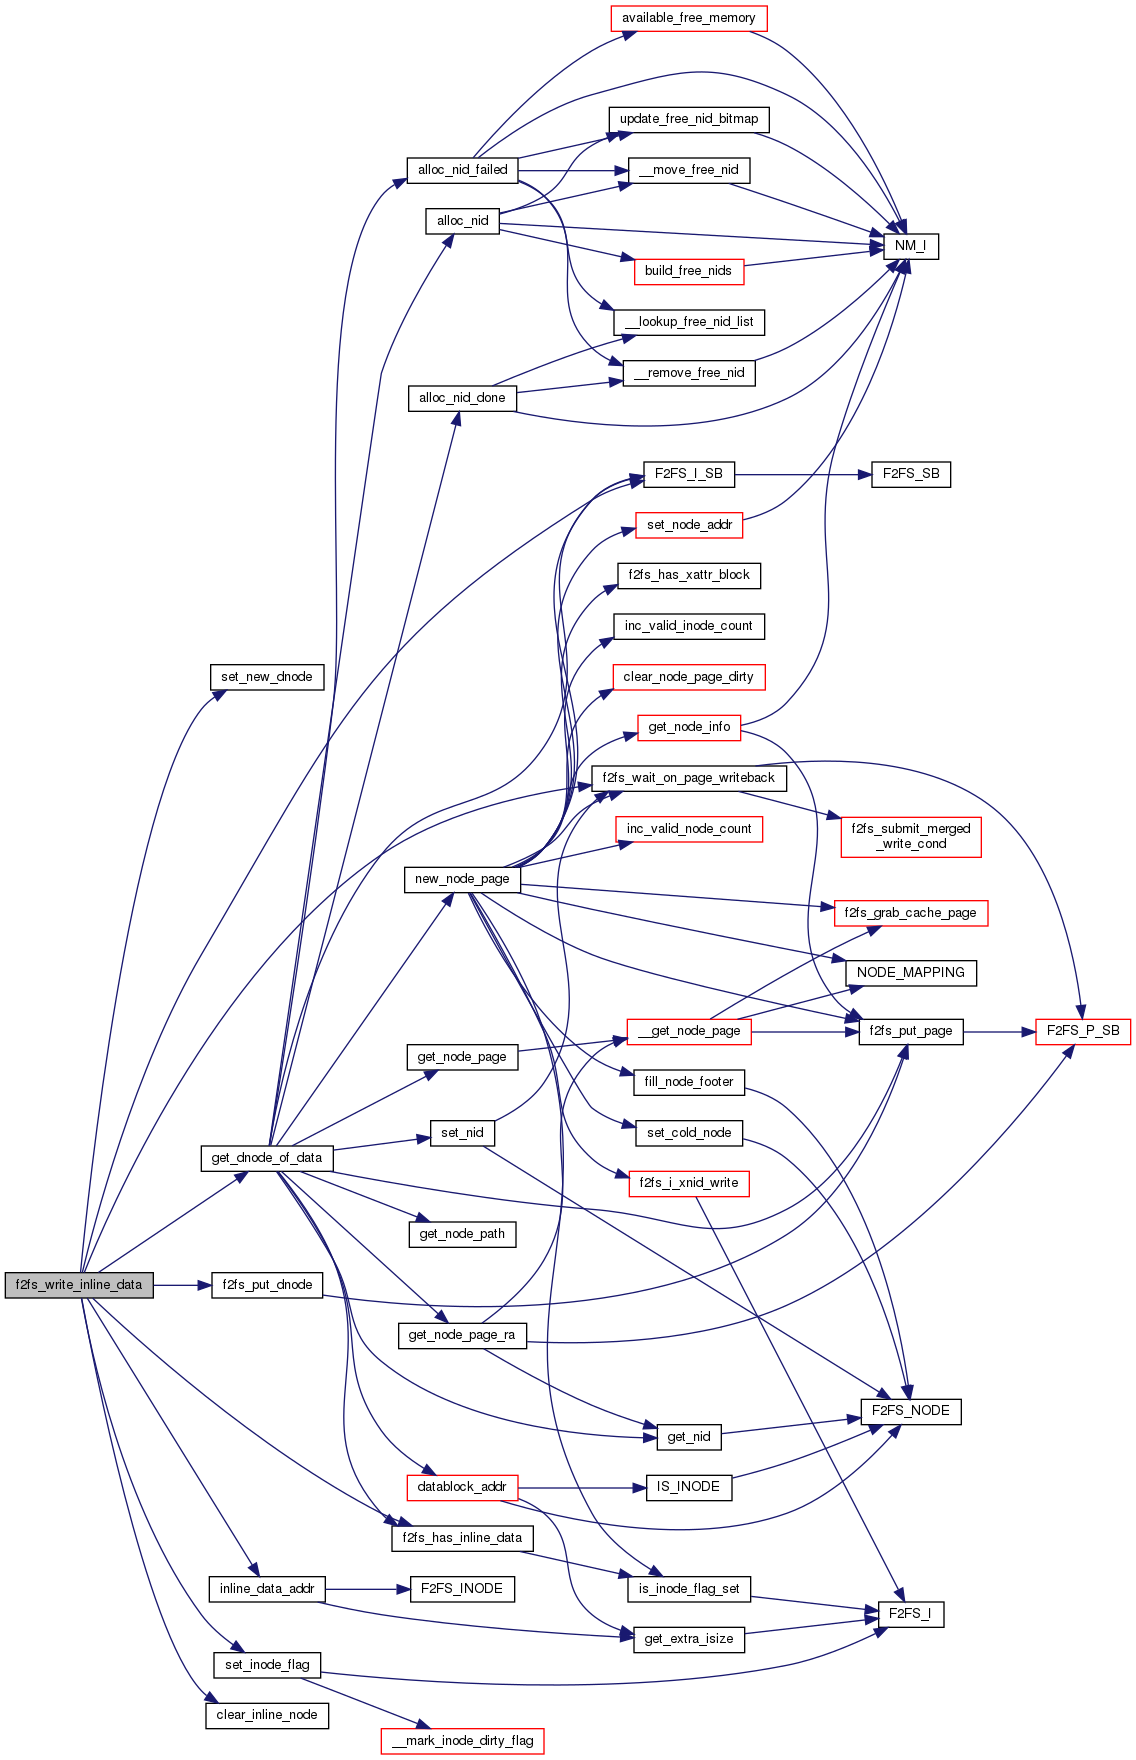 available_free_memory
update_free_nid_bitmap
alloc_nid_failed
__move_free_nid
alloc_nid
NM_I
build_free_nids
__lookup_free_nid_list
__remove_free_nid
alloc_nid_done
F2FS_I_SB
F2FS_SB
set_node_addr
f2fs_has_xattr_block
inc_valid_inode_count
set_new_dnode
clear_node_page_dirty
get_node_info
f2fs_wait_on_page_writeback
inc_valid_node_count
f2fs_submit_merged
_write_cond
new_node_page
f2fs_grab_cache_page
NODE_MAPPING
__get_node_page
f2fs_put_page
F2FS_P_SB
get_node_page
fill_node_footer
set_nid
set_cold_node
get_dnode_of_data
f2fs_i_xnid_write
get_node_path
f2fs_write_inline_data
f2fs_put_dnode
get_node_page_ra
F2FS_NODE
get_nid
datablock_addr
IS_INODE
f2fs_has_inline_data
inline_data_addr
F2FS_INODE
is_inode_flag_set
F2FS_I
get_extra_isize
set_inode_flag
clear_inline_node
__mark_inode_dirty_flag